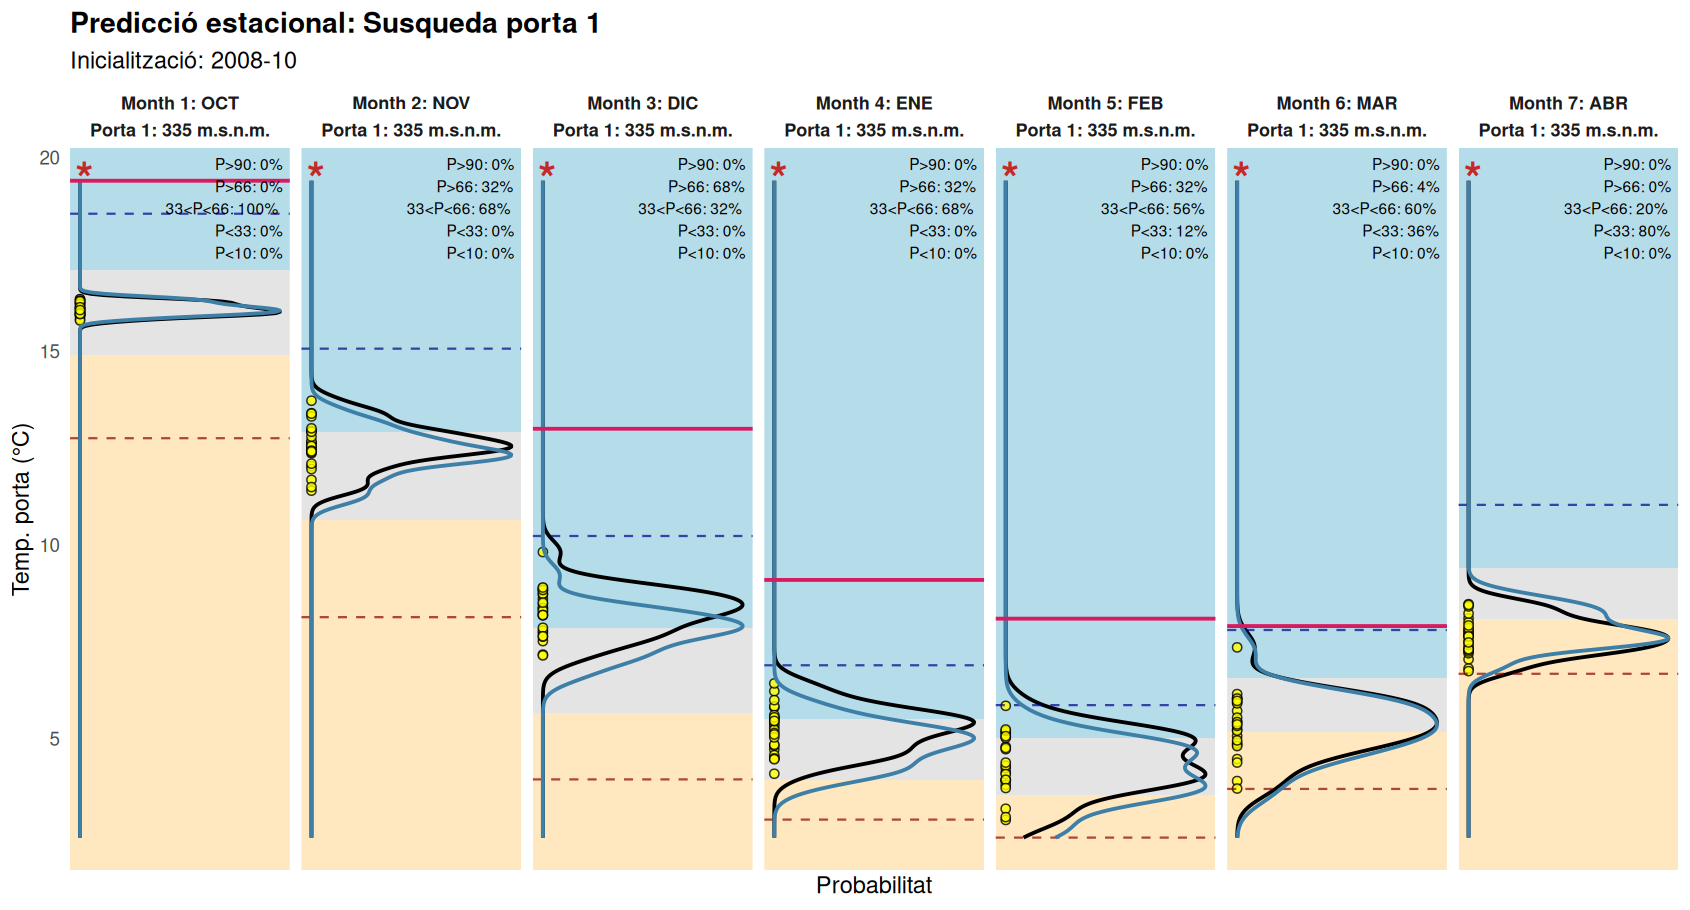 Predicció estacional: Susqueda porta 1
Inicialització: 2008-10
Month 1: OCT
Porta 1: 335 m.s.n.m.
Month 2: NOV
Porta 1: 335 m.s.n.m.
Month 3: DIC
Porta 1: 335 m.s.n.m.
Month 4: ENE
Porta 1: 335 m.s.n.m.
Month 5: FEB
Porta 1: 335 m.s.n.m.
Month 6: MAR
Porta 1: 335 m.s.n.m.
Month 7: ABR
Porta 1: 335 m.s.n.m.
*
P>90: 0%
P>66: 0%
33<P<66: 100%
P<33: 0%
P<10: 0%
*
P>90: 0%
P>66: 32%
33<P<66: 68%
P<33: 0%
P<10: 0%
*
P>90: 0%
P>66: 68%
33<P<66: 32%
P<33: 0%
P<10: 0%
*
P>90: 0%
P>66: 32%
33<P<66: 68%
P<33: 0%
P<10: 0%
*
P>90: 0%
P>66: 32%
33<P<66: 56%
P<33: 12%
P<10: 0%
*
P>90: 0%
P>66: 4%
33<P<66: 60%
P<33: 36%
P<10: 0%
*
P>90: 0%
P>66: 0%
33<P<66: 20%
P<33: 80%
P<10: 0%
20
15
10
5
Temp. porta (°C)
Probabilitat